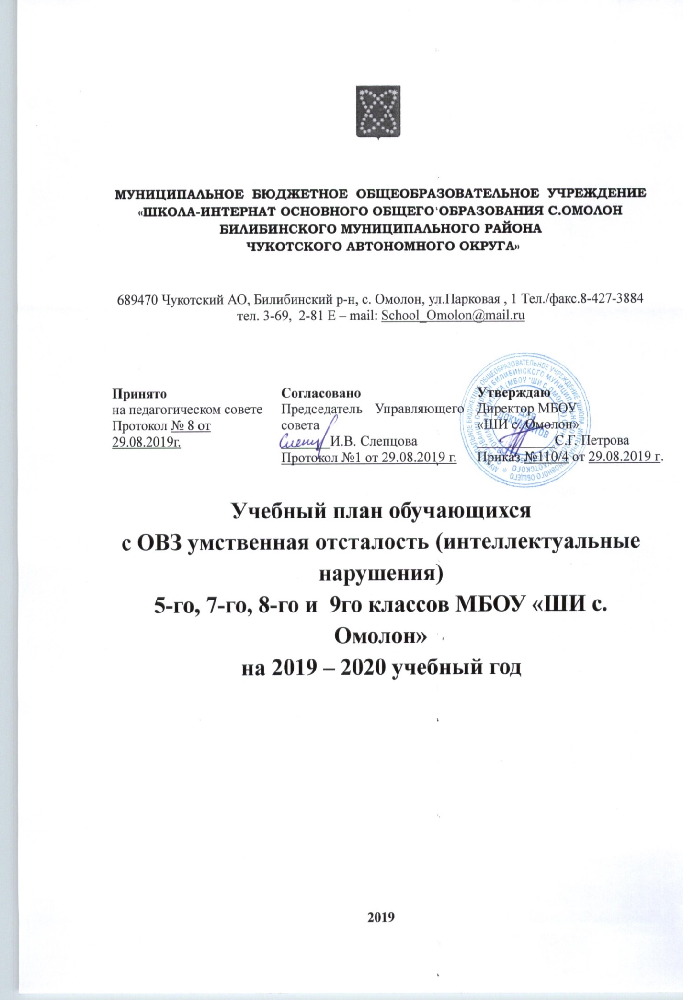 МУНИЦИПАЛЬНОЕ БЮДЖЕТНОЕ ОБЩЕОБРАЗОВАТЕЛЬНОЕ УЧРЕЖДЕНИЕ
«ШКОЛА-ИНТЕРНАТ ОСНОВНОГО ОБЩЕГО ОБРАЗОВАНИЯ С.ОМОЛОН
БИЛИБИНСКОГО МУНИЦИПАЛЬНОГО РАЙОНА
ЧУКОТСКОГО АВТОНОМНОГО ОКРУГА»
689470 Чукотский АО, Билибинский р-н, с. Омолон, ул.Парковая , 1 Тел./факс.8-427-3884
тел. 3-69, 2-81 E – mail: School_Omolon@mail.ru
Принято
на педагогическом совете
Протокол № 8 от
29.08.2019г.
Согласовано
Председатель Управляющего
совета
И.В. Слепцова
Протокол №1 от 29.08.2019 г.
Утверждаю
Директор МБОУ
«ШИ с. Омолон»
С.Г. Петрова
Приказ №110/4 от 29.08.2019 г.
ДЛЯ
ДОКУМЕНТОВ
Учебный план обучающихся
с ОВЗ умственная отсталость (интеллектуальные
нарушения)
5-го, 7-го, 8-го и 9го классов МБОУ «ШИ с.
Омолон»
на 2019 – 2020 учебный год
2019